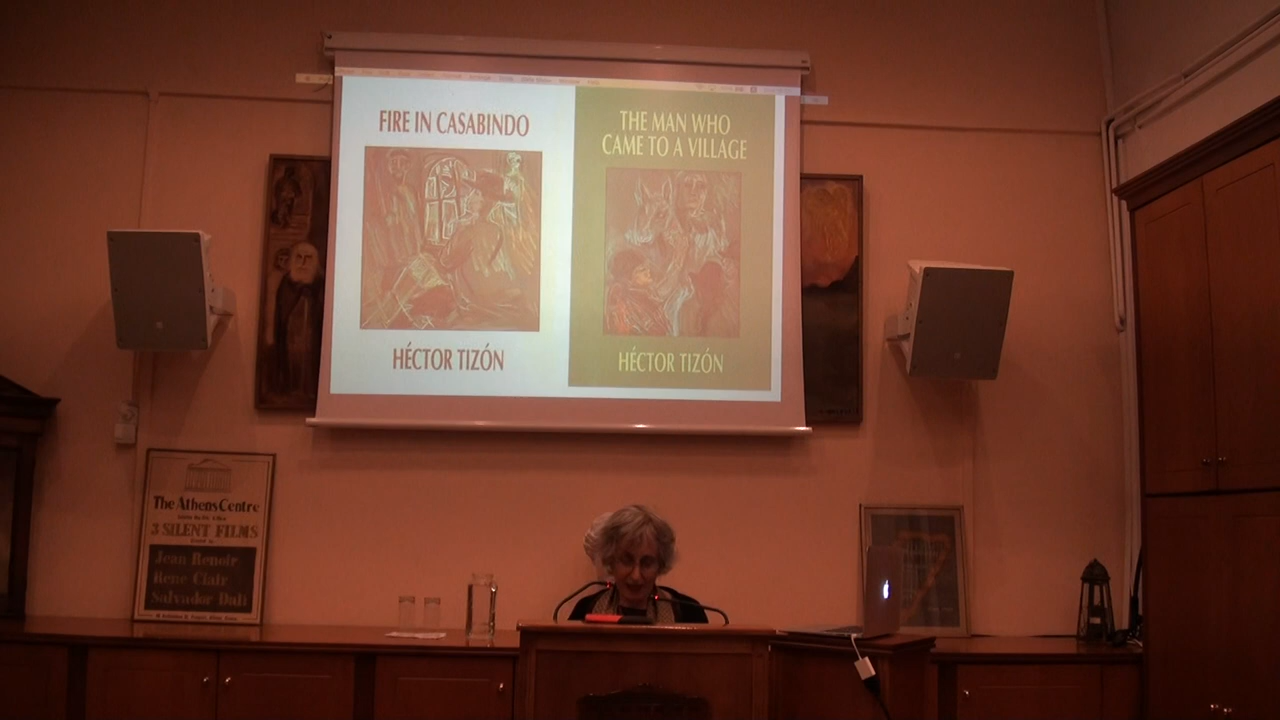 FIRE IN CASABINDO
HÉCTOR TIZÓN
THE MAN WHO
CAME TO A VILLAGE
HÉCTOR TIZÓN
The Athens Centre
3 SILENT FILMS
Jean Renoir
Rene Clair
Salvador Dali